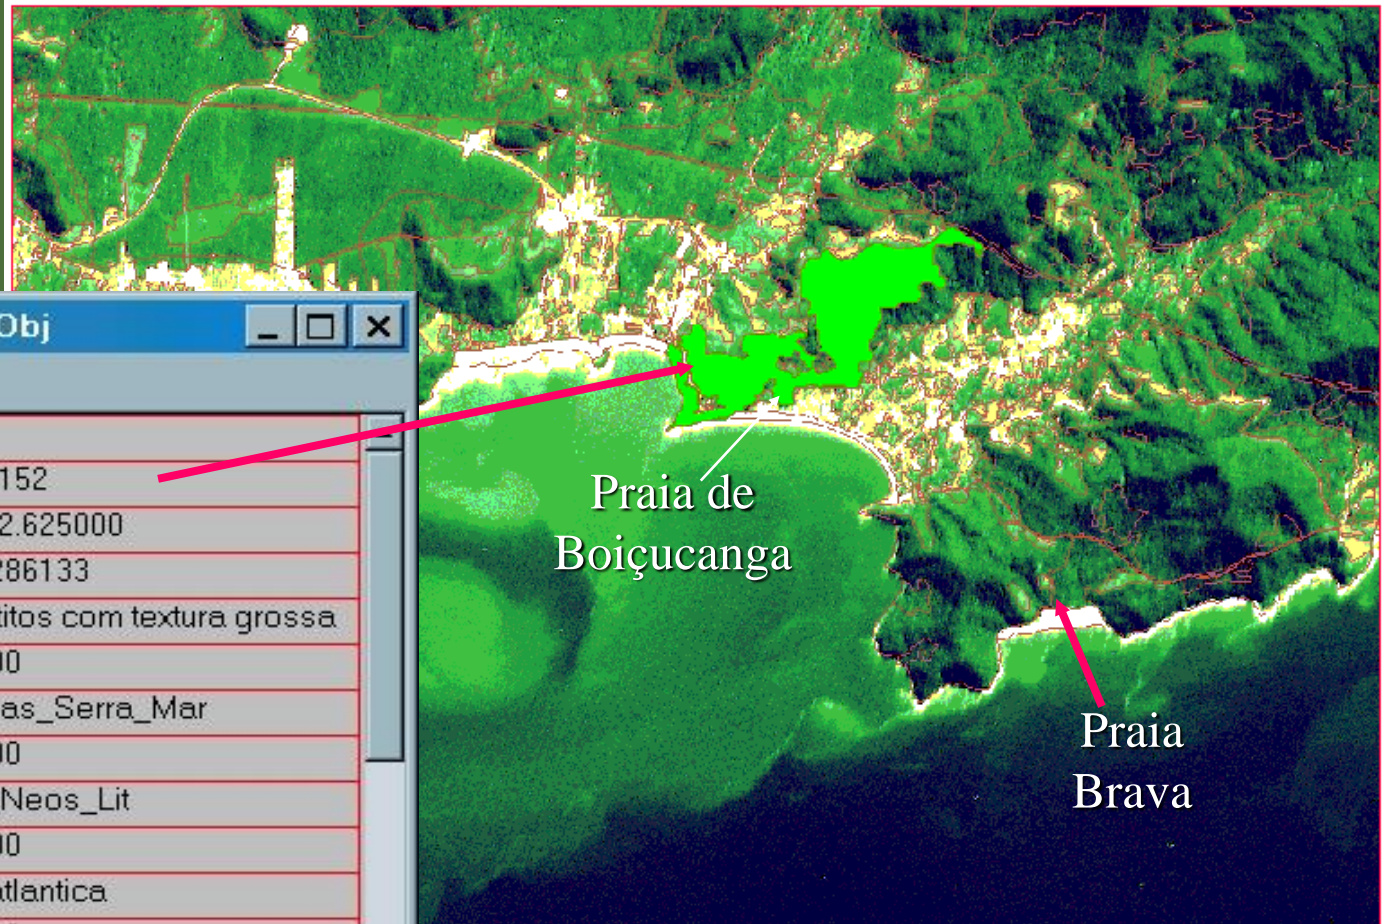 Obj
152
2.625000
286133
titos com textura grossa
00
as_Serra_Mar
00
Neos_Lit
00
atlantica
Praia de
Boiçucanga
Praia
Brava